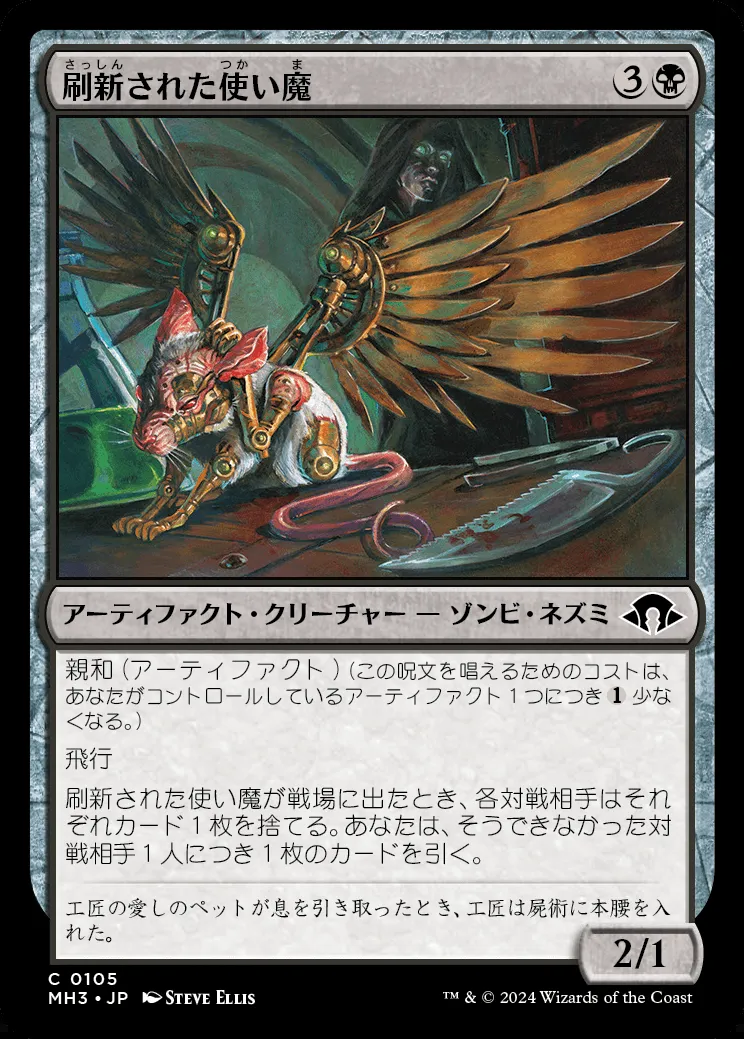 さっしん つか ま
刷新された使い魔 3
アーティファクト・クリーチャー — ゾンビ・ネズミ
親和(アーティファクト)(この呪文を唱えるためのコストは、
あなたがコントロールしているアーティファクト1つにつき 1 少な
くなる。)
飛行
刷新された使い魔が戦場に出たとき、各対戦相手はそれ
ぞれカード1枚を捨てる。あなたは、そうできなかった対
戦相手1人につき1枚のカードを引く。
工匠の愛しのペットが息を引き取ったとき、工匠は屍術に本腰を入
れた。
2/1
C 0105
MH3 • JP STEVE ELLIS
™ & © 2024 Wizards of the Coast